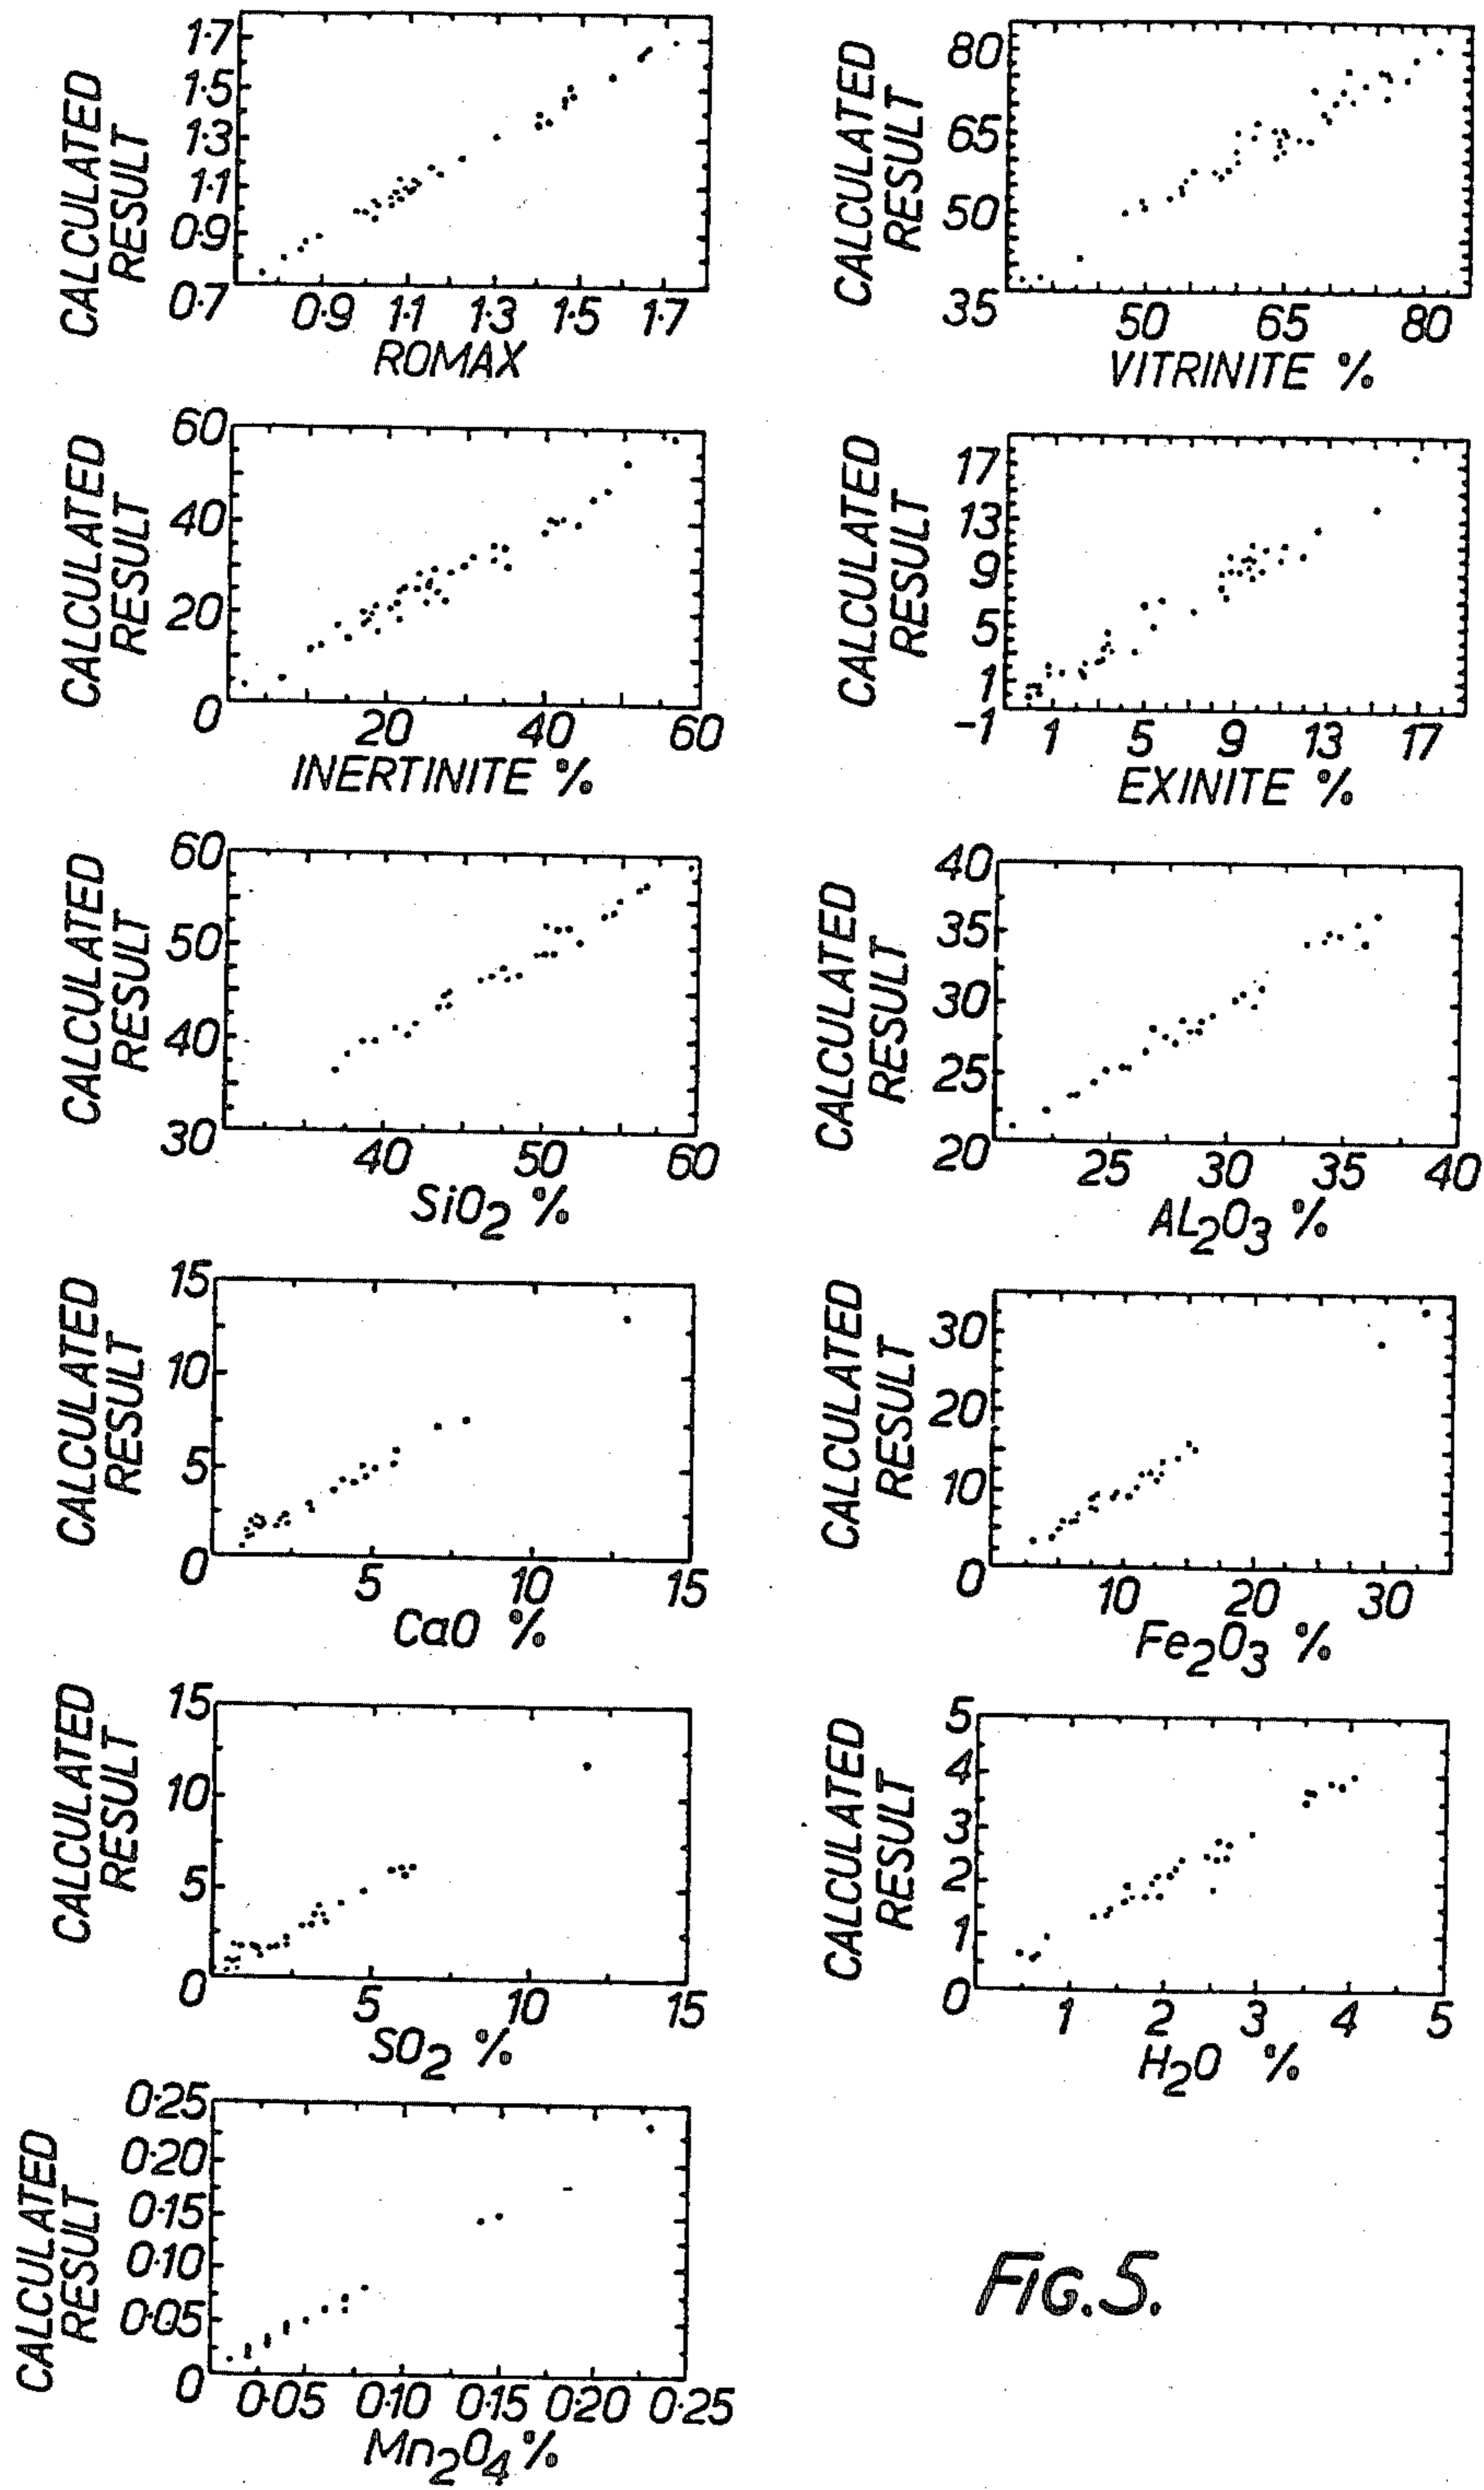 CALCULATED
RESULT
1·7
1·5
1·3
1·1
0·9
0·7
0·9 1·1 1·3 1·5 1·7
ROMAX
CALCULATED
RESULT
80
65
50
35
50 65 80
VITRINITE %
CALCULATED
RESULT
60
40
20
0
20 40 60
INERTINITE %
CALCULATED
RESULT
17
13
9
5
1
-1
1 5 9 13 17
EXINITE %
CALCULATED
RESULT
60
50
40
30
40 50 60
SiO2 %
CALCULATED
RESULT
40
35
30
25
20
25 30 35 40
AL2O3 %
CALCULATED
RESULT
15
10
5
0
5 10 15
CaO %
CALCULATED
RESULT
30
20
10
0
10 20 30
Fe2O3 %
CALCULATED
RESULT
15
10
5
0
5 10 15
SO2 %
CALCULATED
RESULT
5
4
3
2
1
0
1 2 3 4 5
H2O %
CALCULATED
RESULT
0·25
0·20
0·15
0·10
0·05
0
0·05 0·10 0·15 0·20 0·25
Mn2O4 %
FIG.5.